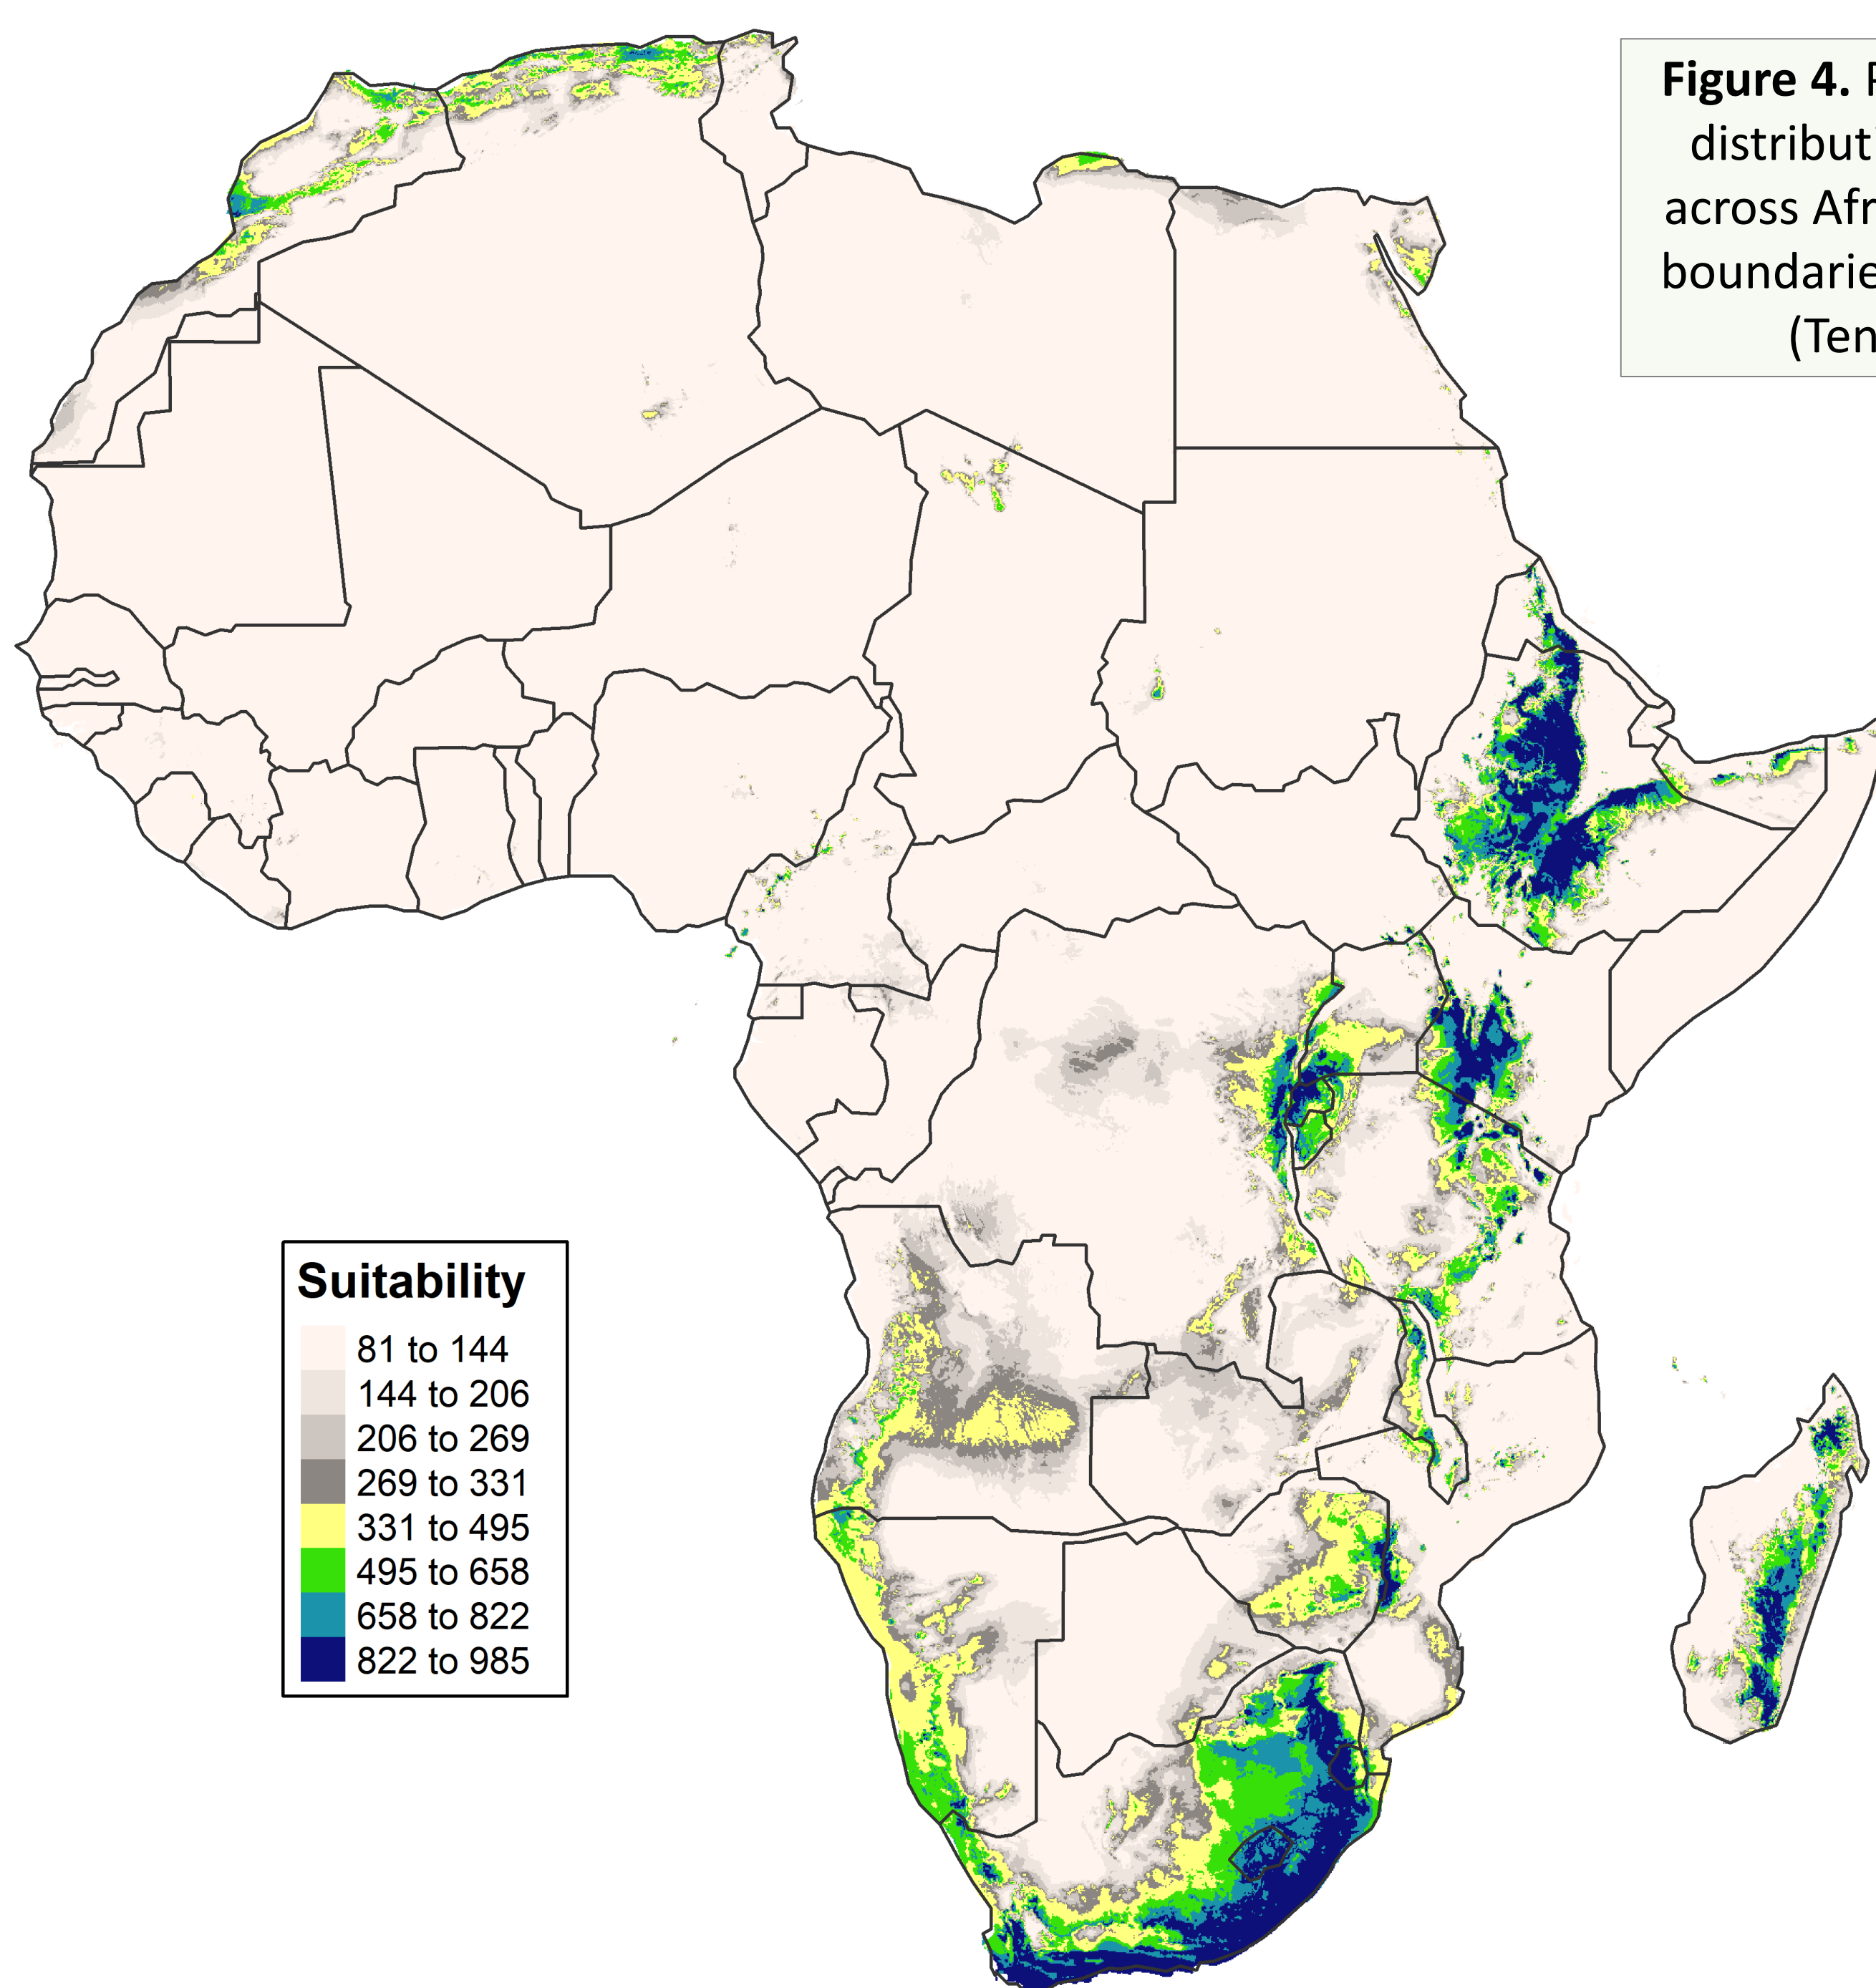 Figure 4.
distribut
across Afr
boundarie
(Ten
Suitability
81 to 144
144 to 206
206 to 269
269 to 331
331 to 495
495 to 658
658 to 822
822 to 985